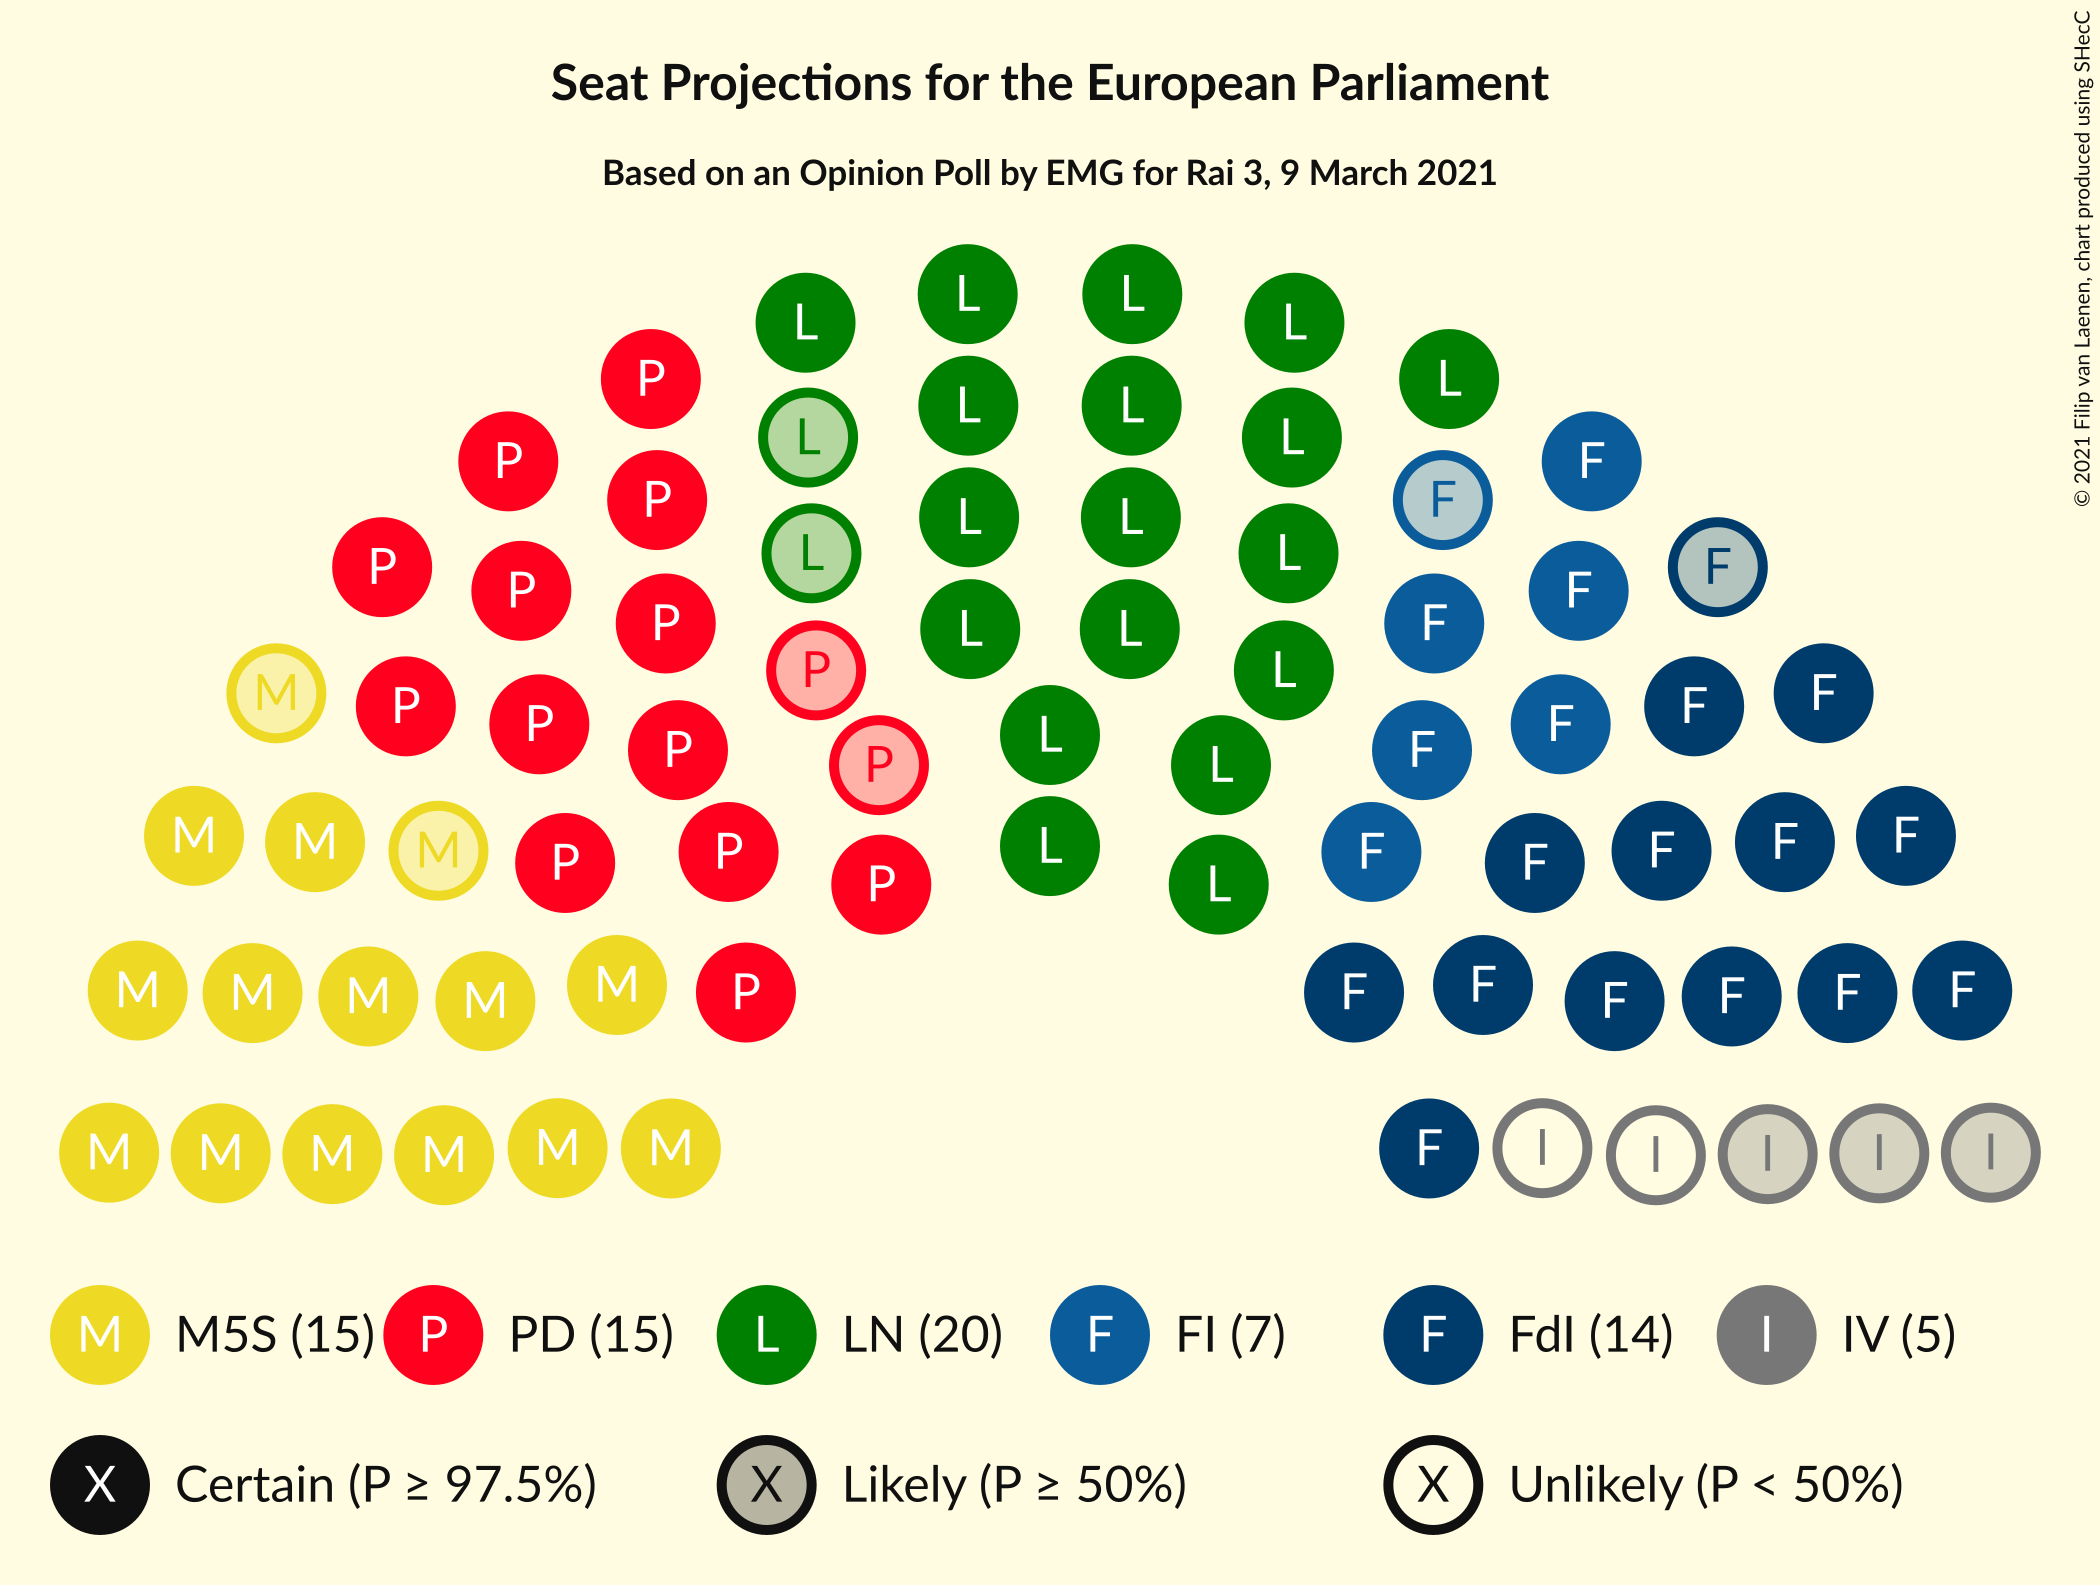 Seat Projections for the European Parliament
Based on an Opinion Poll by EMG for Rai 3, 9 March 2021
© 2021 Filip van Laenen, chart produced using SHecC
L L
L L
P L
L L
L L
P F
P L F
P F
L L
L L
P F
P F
P F
L L
M P
P F
P F
P L
M M F F
P F
M F
P F
P L
L
P L
M M F F
P F
M F
M M P L P F F F
M M M M M P F F F F F F
M M M M M M F I I I I I
M M5S (15) P PD (15) L LN (20) F FI (7) F FdI (14) I IV (5)
X Certain (P ≥ 97.5%) X Likely (P ≥ 50%) X Unlikely (P < 50%)